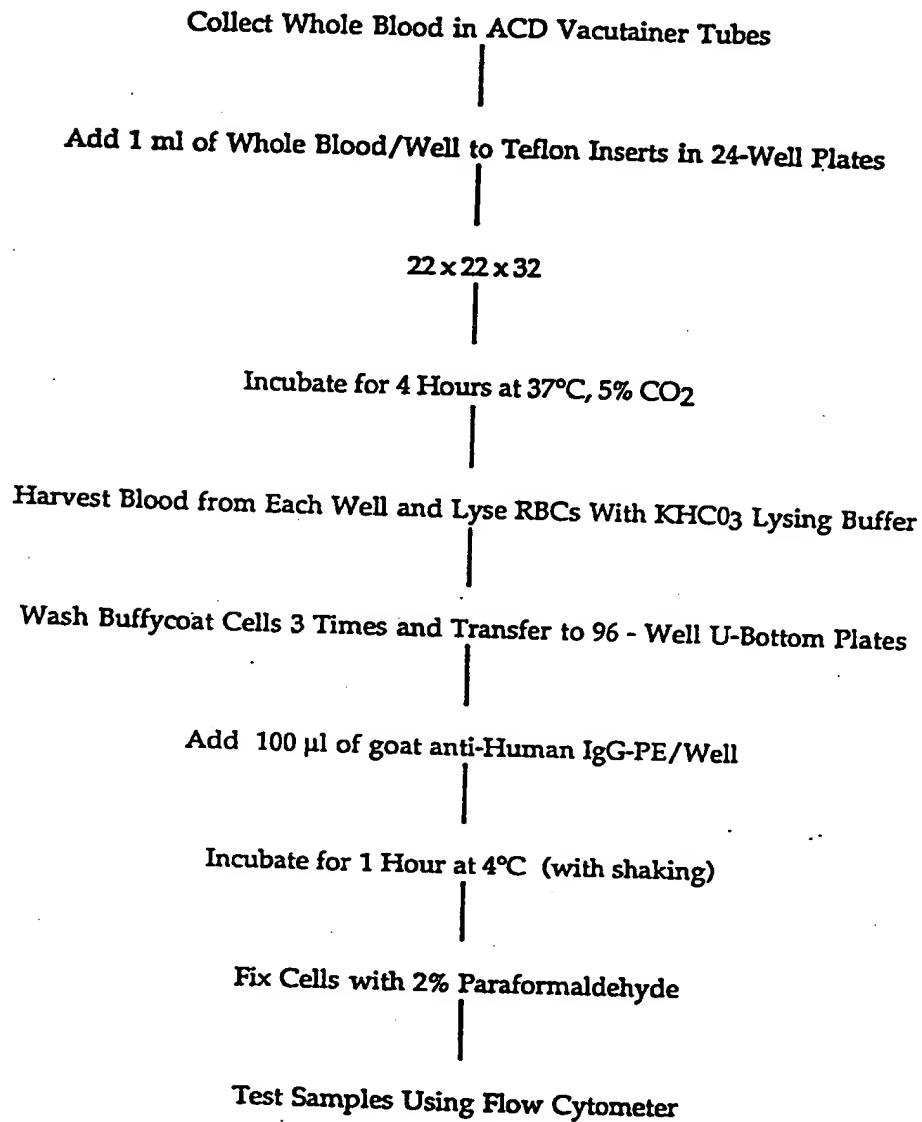 Collect Whole Blood in ACD Vacutainer Tubes
Add 1 ml of Whole Blood/Well to Teflon Inserts in 24-Well Plates
22 x 22 x 32
Incubate for 4 Hours at 37°C, 5% CO2
Harvest Blood from Each Well and Lyse RBCs With KHC03 Lysing Buffer
Wash Buffycoat Cells 3 Times and Transfer to 96 - Well U-Bottom Plates
Add 100 µl of goat anti-Human IgG-PE/Well
Incubate for 1 Hour at 4°C (with shaking)
Fix Cells with 2% Paraformaldehyde
Test Samples Using Flow Cytometer